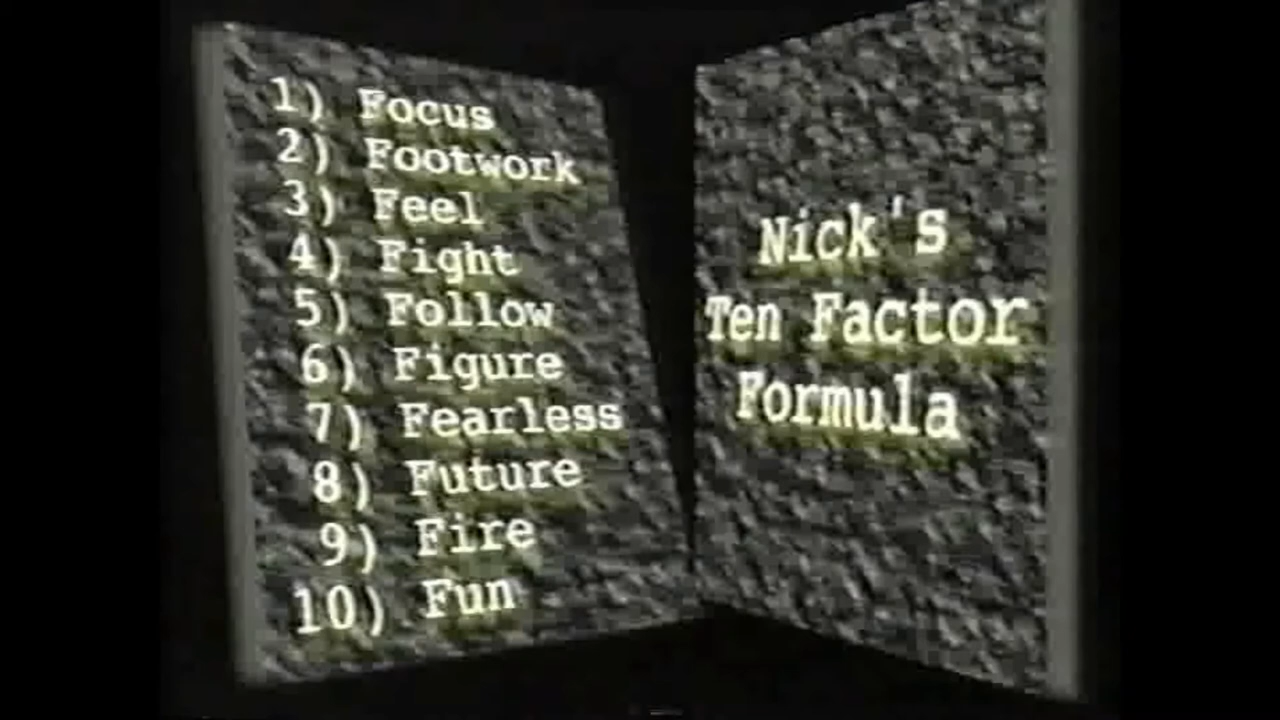 1) Focus
2) Footwork
3) Feel
4) Fight
5) Follow
6) Figure
7) Fearless
8) Future
9) Fire
10) Fun
Nick's
Ten Factor
Formula